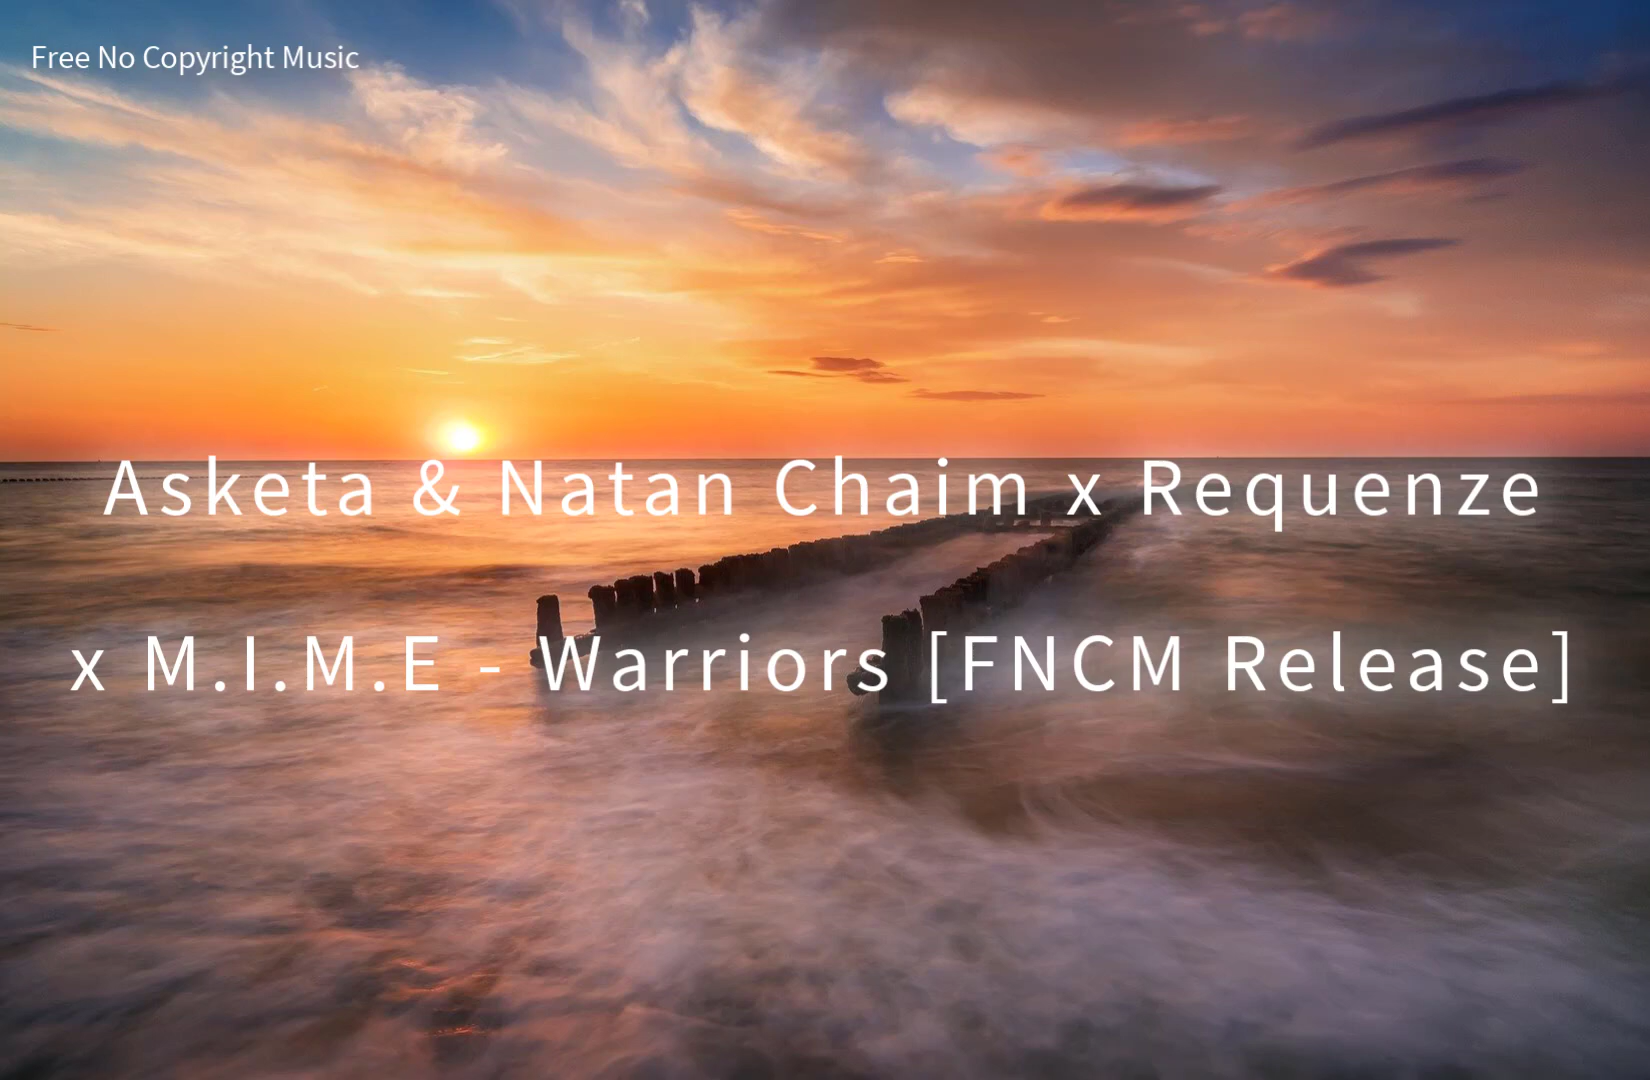 Free No Copyright Music
Asketa & Natan Chaim x Requenze
x M.I.M.E - Warriors [FNCM Release]